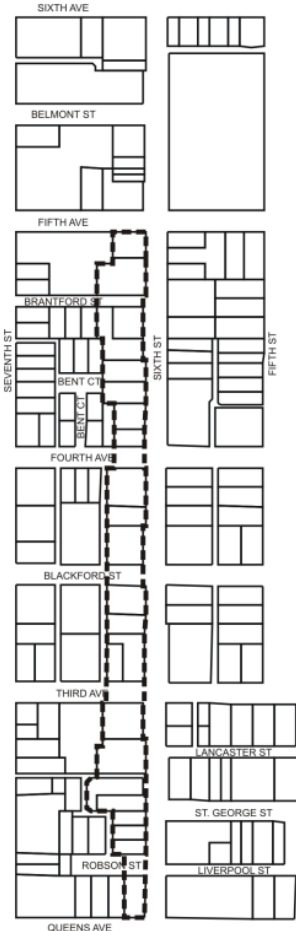 SIXTH AVE
BELMONT ST
FIFTH AVE
BRANTFORD ST
SEVENTH ST
SIXTH ST
FIFTH ST
BENT CT
BENT CT
FOURTH AVE
BLACKFORD ST
THIRD AVE
LANCASTER ST
ST. GEORGE ST
ROBSON ST
LIVERPOOL ST
QUEENS AVE